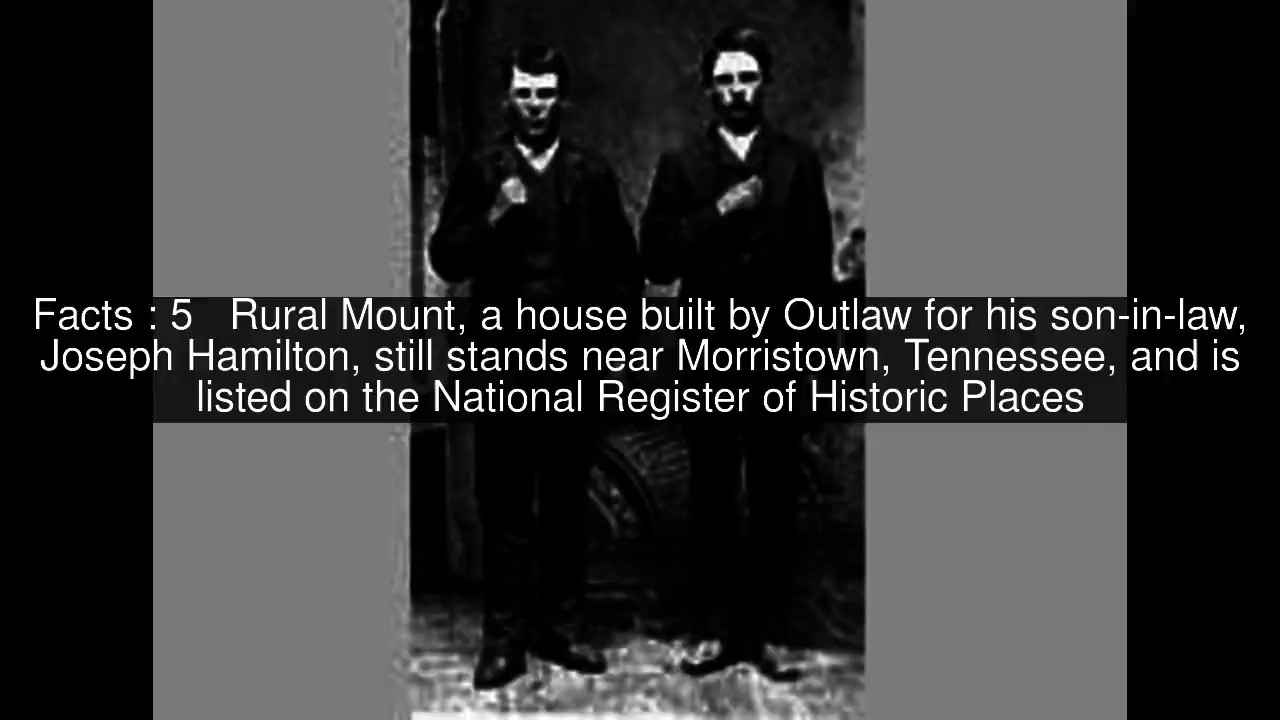 Facts : 5   Rural Mount, a house built by Outlaw for his son-in-law,
Joseph Hamilton, still stands near Morristown, Tennessee, and is
listed on the National Register of Historic Places